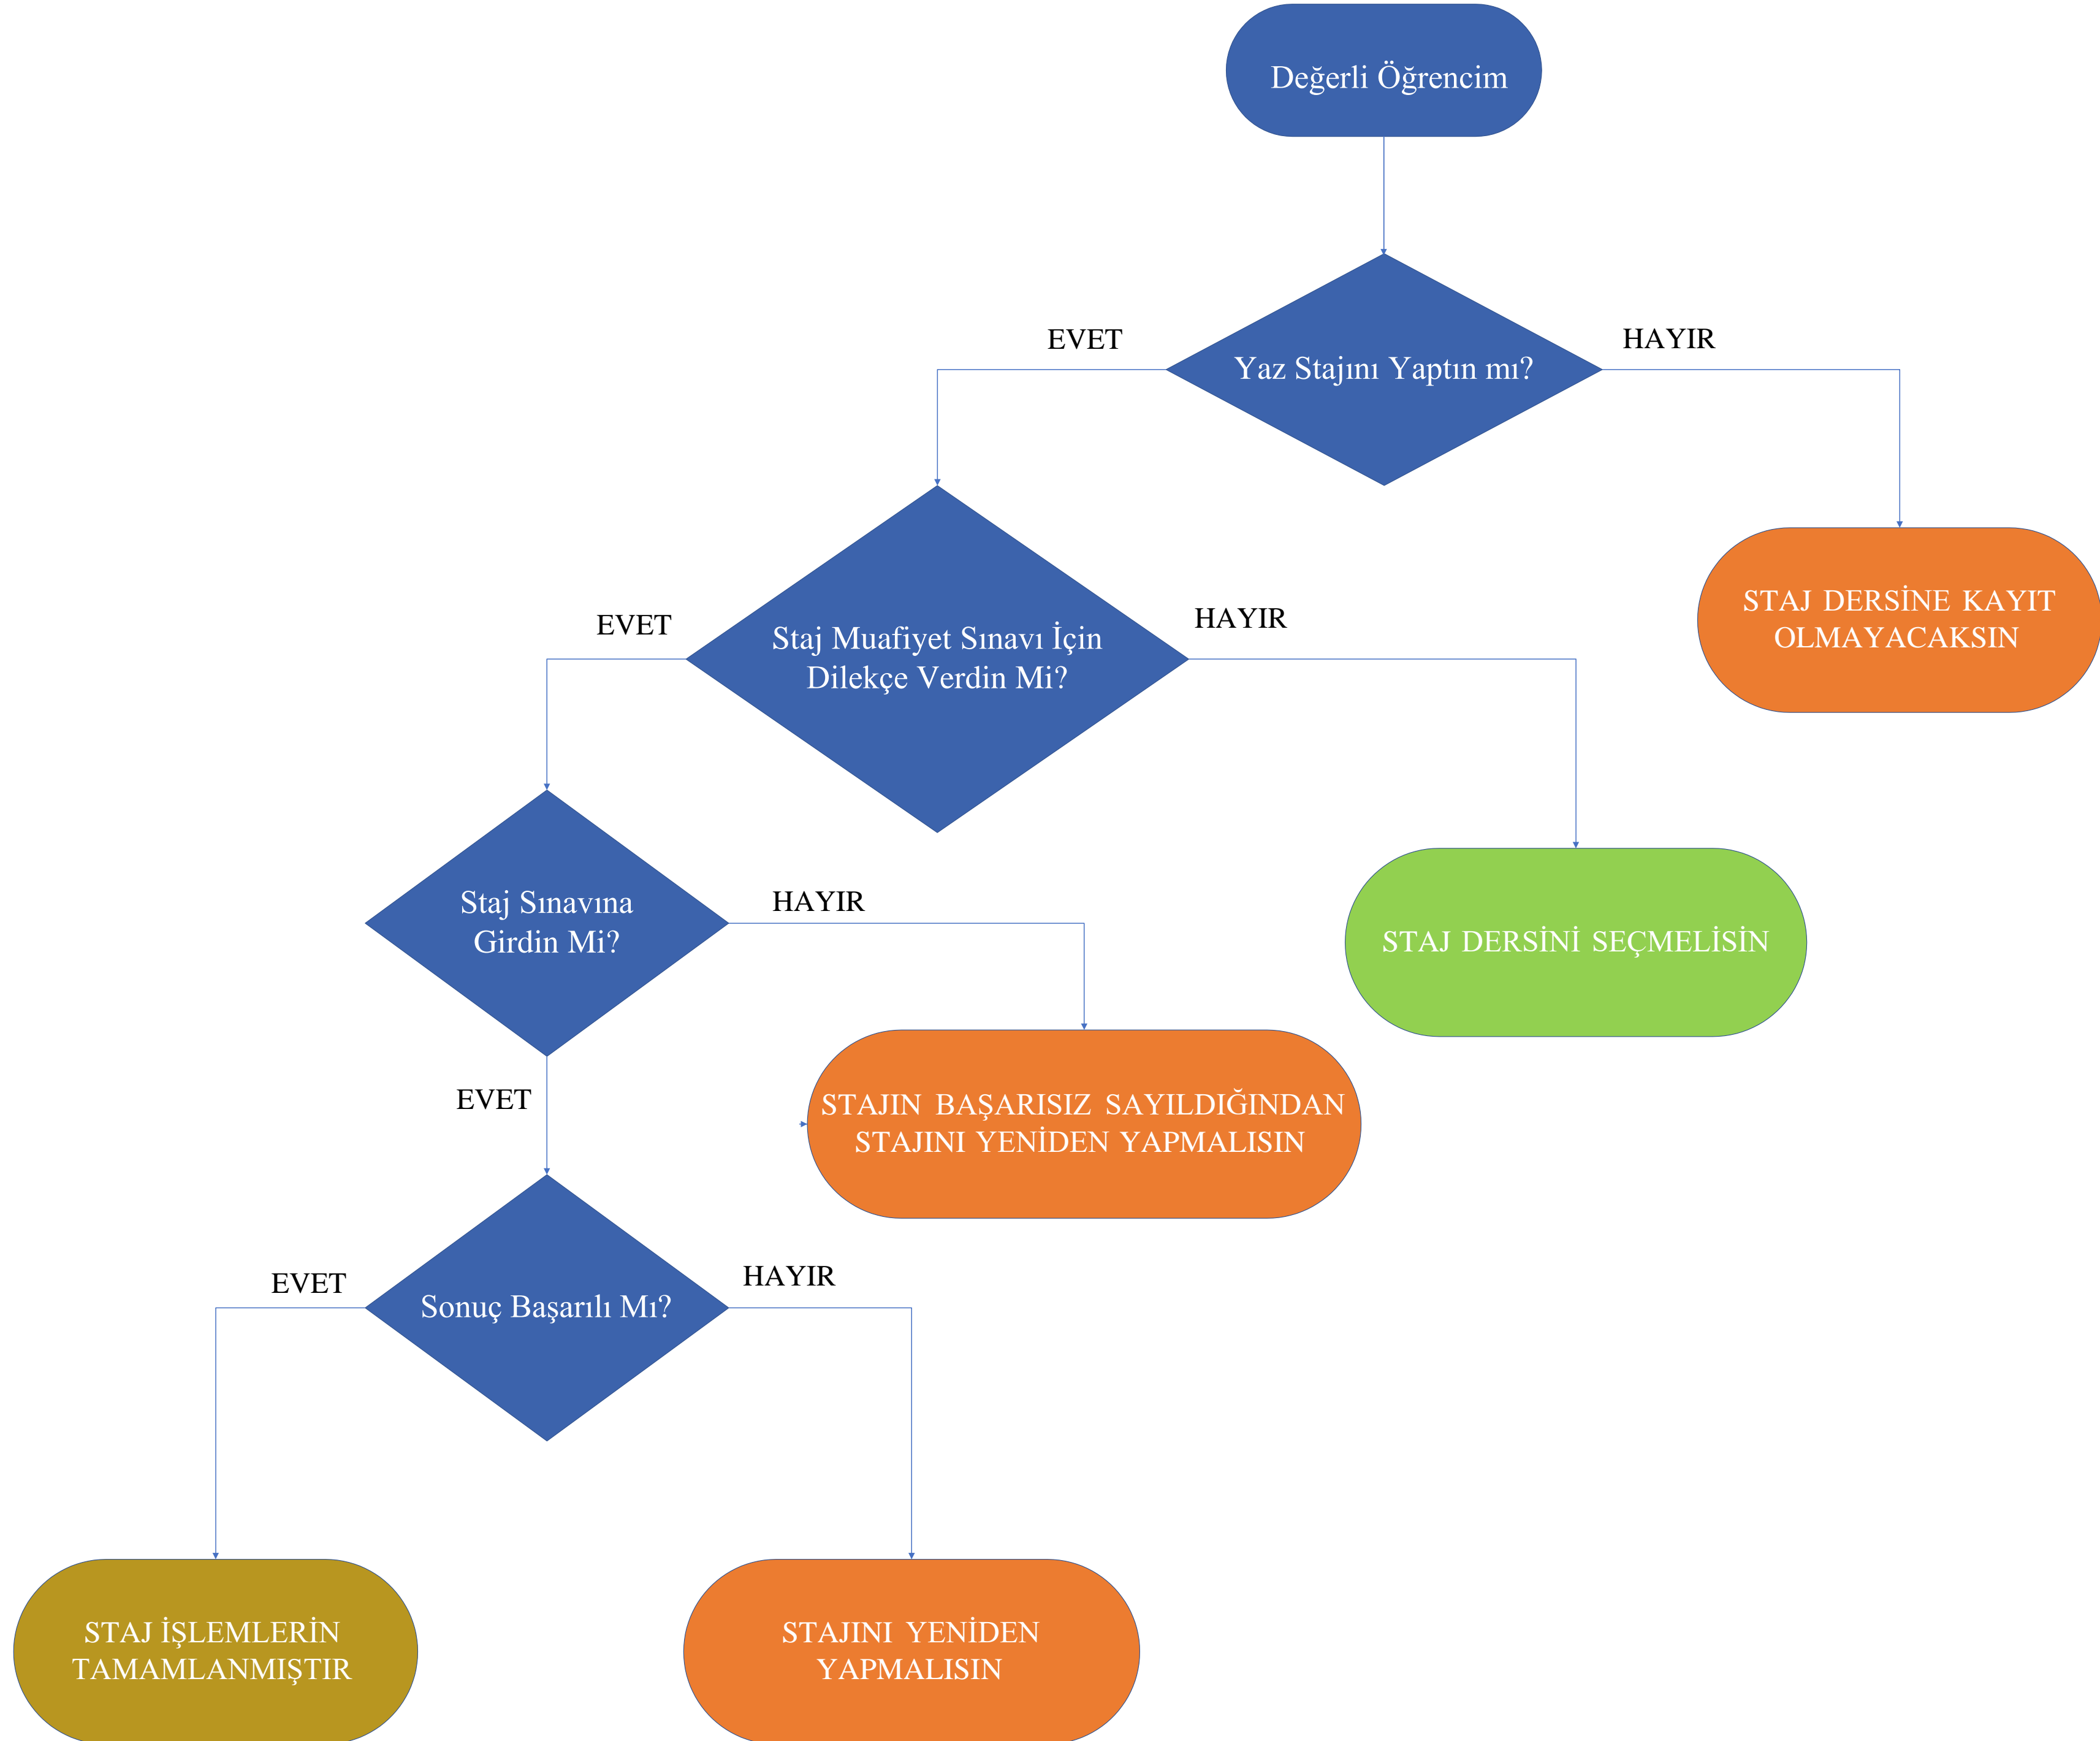 Değerli Öğrencim
EVET
HAYIR
Yaz Stajını Yaptın mı?
EVET
HAYIR
Staj Muafiyet Sınavı İçin
Dilekçe Verdin Mi?
STAJ DERSİNE KAYIT
OLMAYACAKSIN
Staj Sınavına
Girdin Mi?
HAYIR
STAJ DERSİNİ SEÇMELİSİN
EVET
STAJIN BAŞARISIZ SAYILDIĞINDAN
STAJINI YENİDEN YAPMALISIN
EVET
HAYIR
Sonuç Başarılı Mı?
STAJ İŞLEMLERİN
TAMAMLANMIŞTIR
STAJINI YENİDEN
YAPMALISIN